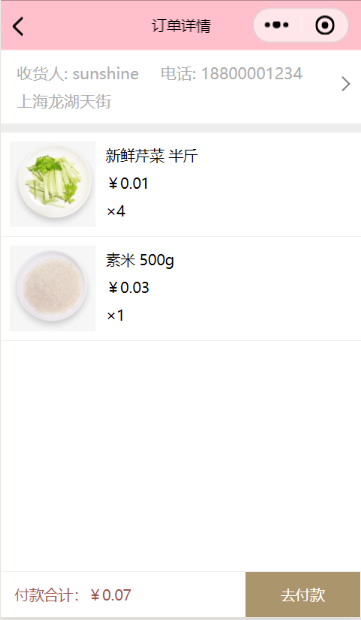 订单详情
收货人: sunshine 电话: 18800001234
上海龙湖天街
新鲜芹菜 半斤
￥0.01
×4
素米 500g
￥0.03
×1
付款合计：￥0.07
去付款